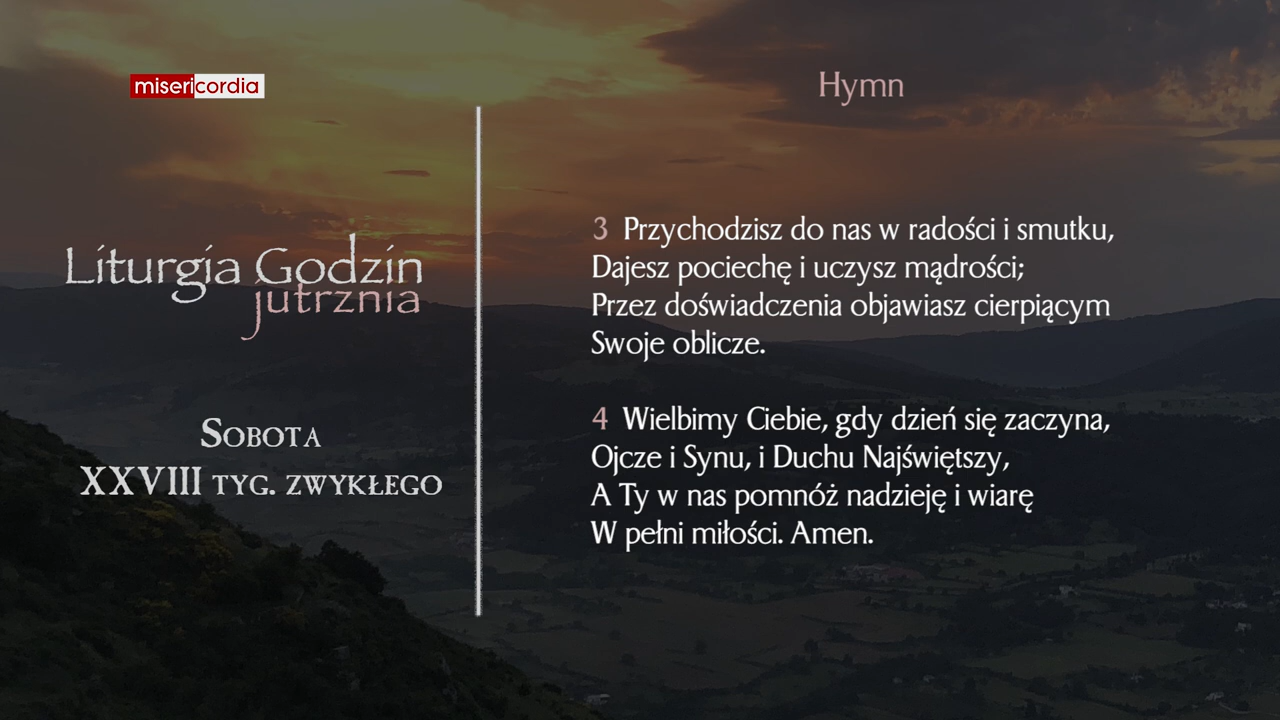 misericordia
Liturgia Godzin
jutrznia
Sobota
XXVIII tyg. zwykłego
Hymn
3 Przychodzisz do nas w radości i smutku,
Dajesz pociechę i uczysz mądrości;
Przez doświadczenia objawiasz cierpiącym
Swoje oblicze.
4 Wielbimy Ciebie, gdy dzień się zaczyna,
Ojcze i Synu, i Duchu Najświętszy,
A Ty w nas pomnóż nadzieję i wiarę
W pełni miłości. Amen.